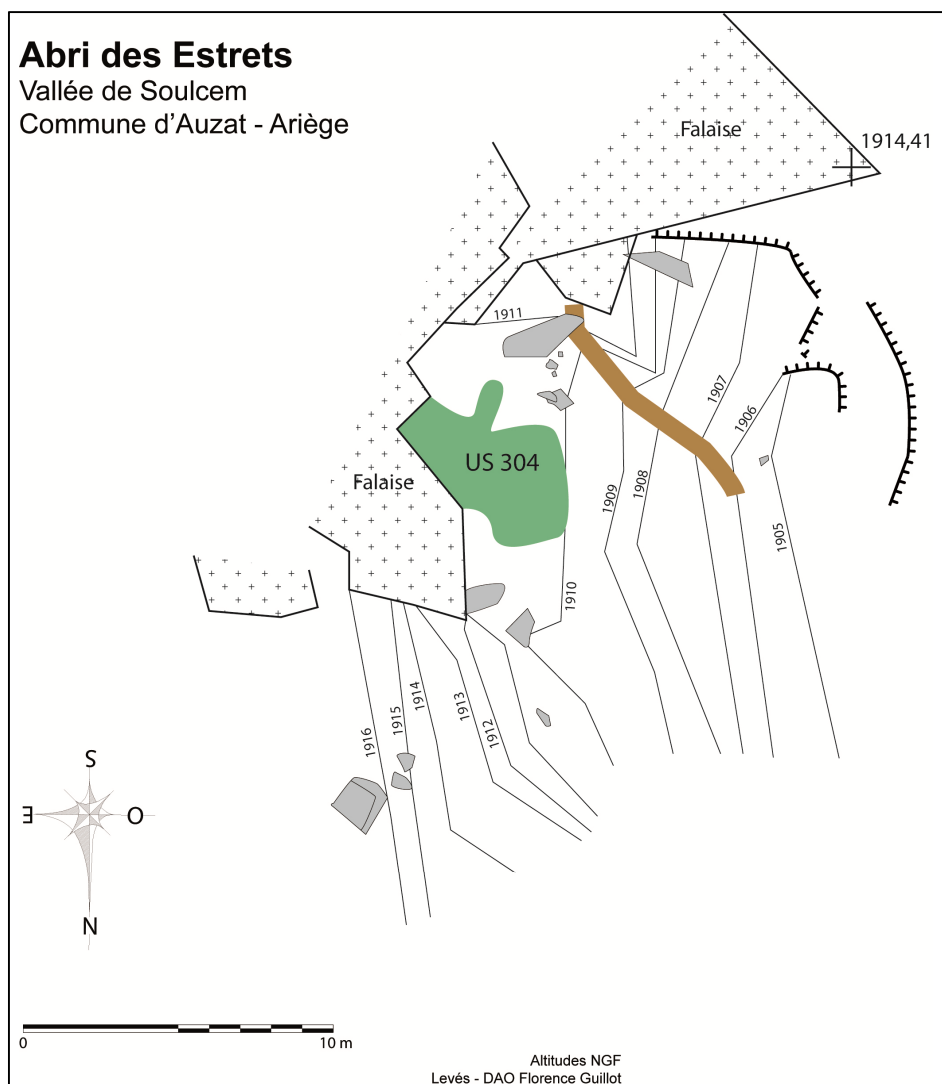 Abri des Estrets
Vallée de Soulcem
Commune d'Auzat - Ariège
Falaise
1914,41
1911
1907
1906
US 304
Falaise
1909
1908
1905
1910
1916
1915
1914
1913
1912
S
E
O
N
0
10 m
Altitudes NGF
Levés - DAO Florence Guillot